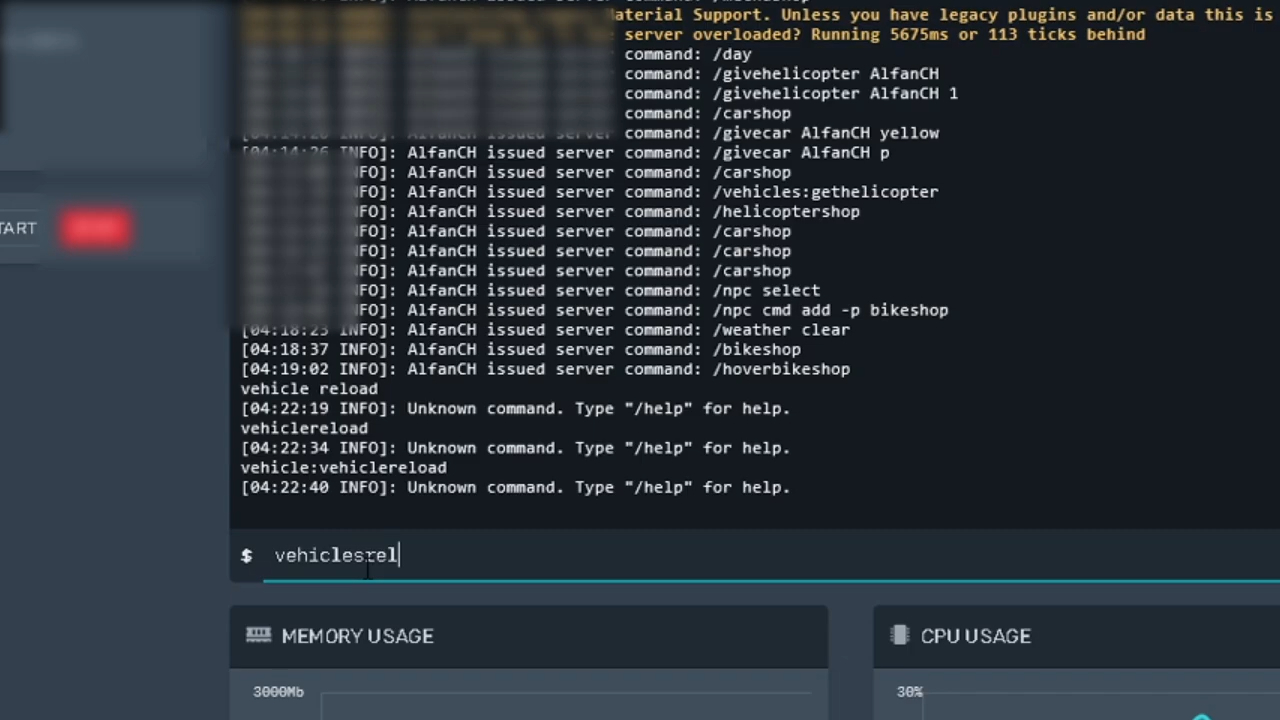 aterial Support. Unless you have legacy plugins and/or data this is
server overloaded? Running 5675ms or 113 ticks behind
command: /day
command: /givehelicopter AlfanCH
command: /givehelicopter AlfanCH 1
command: /carshop
command: /givecar AlfanCH yellow
[04:14:26 INFO]: AlfanCH issued server command: /givecar AlfanCH p
FO]: AlfanCH issued server command: /carshop
FO]: AlfanCH issued server command: /vehicles:gethelicopter
FO]: AlfanCH issued server command: /helicoptershop
FO]: AlfanCH issued server command: /carshop
FO]: AlfanCH issued server command: /carshop
FO]: AlfanCH issued server command: /carshop
FO]: AlfanCH issued server command: /npc select
FO]: AlfanCH issued server command: /npc cmd add -p bikeshop
[04:18:23 INFO]: AlfanCH issued server command: /weather clear
[04:18:37 INFO]: AlfanCH issued server command: /bikeshop
[04:19:02 INFO]: AlfanCH issued server command: /hoverbikeshop
vehicle reload
[04:22:19 INFO]: Unknown command. Type "/help" for help.
vehiclereload
[04:22:34 INFO]: Unknown command. Type "/help" for help.
vehicle:vehiclereload
[04:22:40 INFO]: Unknown command. Type "/help" for help.
TART
$ vehiclesrel
MEMORY USAGE
CPU USAGE
3000Mb
30%